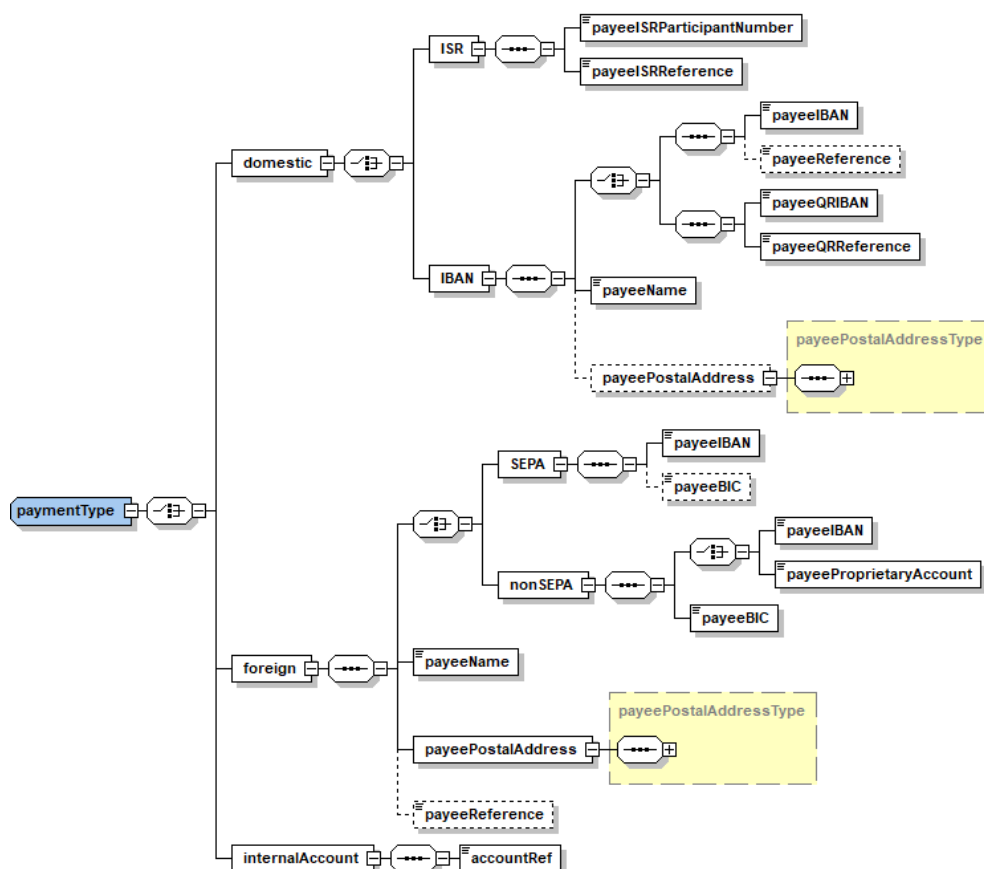 payeeISRParticipantNumber
ISR
payeeISRReference
payeeIBAN
payeeReference
domestic
payeeQRIBAN
payeeQRReference
IBAN
payeeName
payeePostalAddressType
payeePostalAddress
payeeIBAN
SEPA
payeeBIC
paymentType
payeeIBAN
payeeProprietaryAccount
nonSEPA
payeeBIC
payeeName
foreign
payeePostalAddressType
payeePostalAddress
payeeReference
internalAccount
accountRef